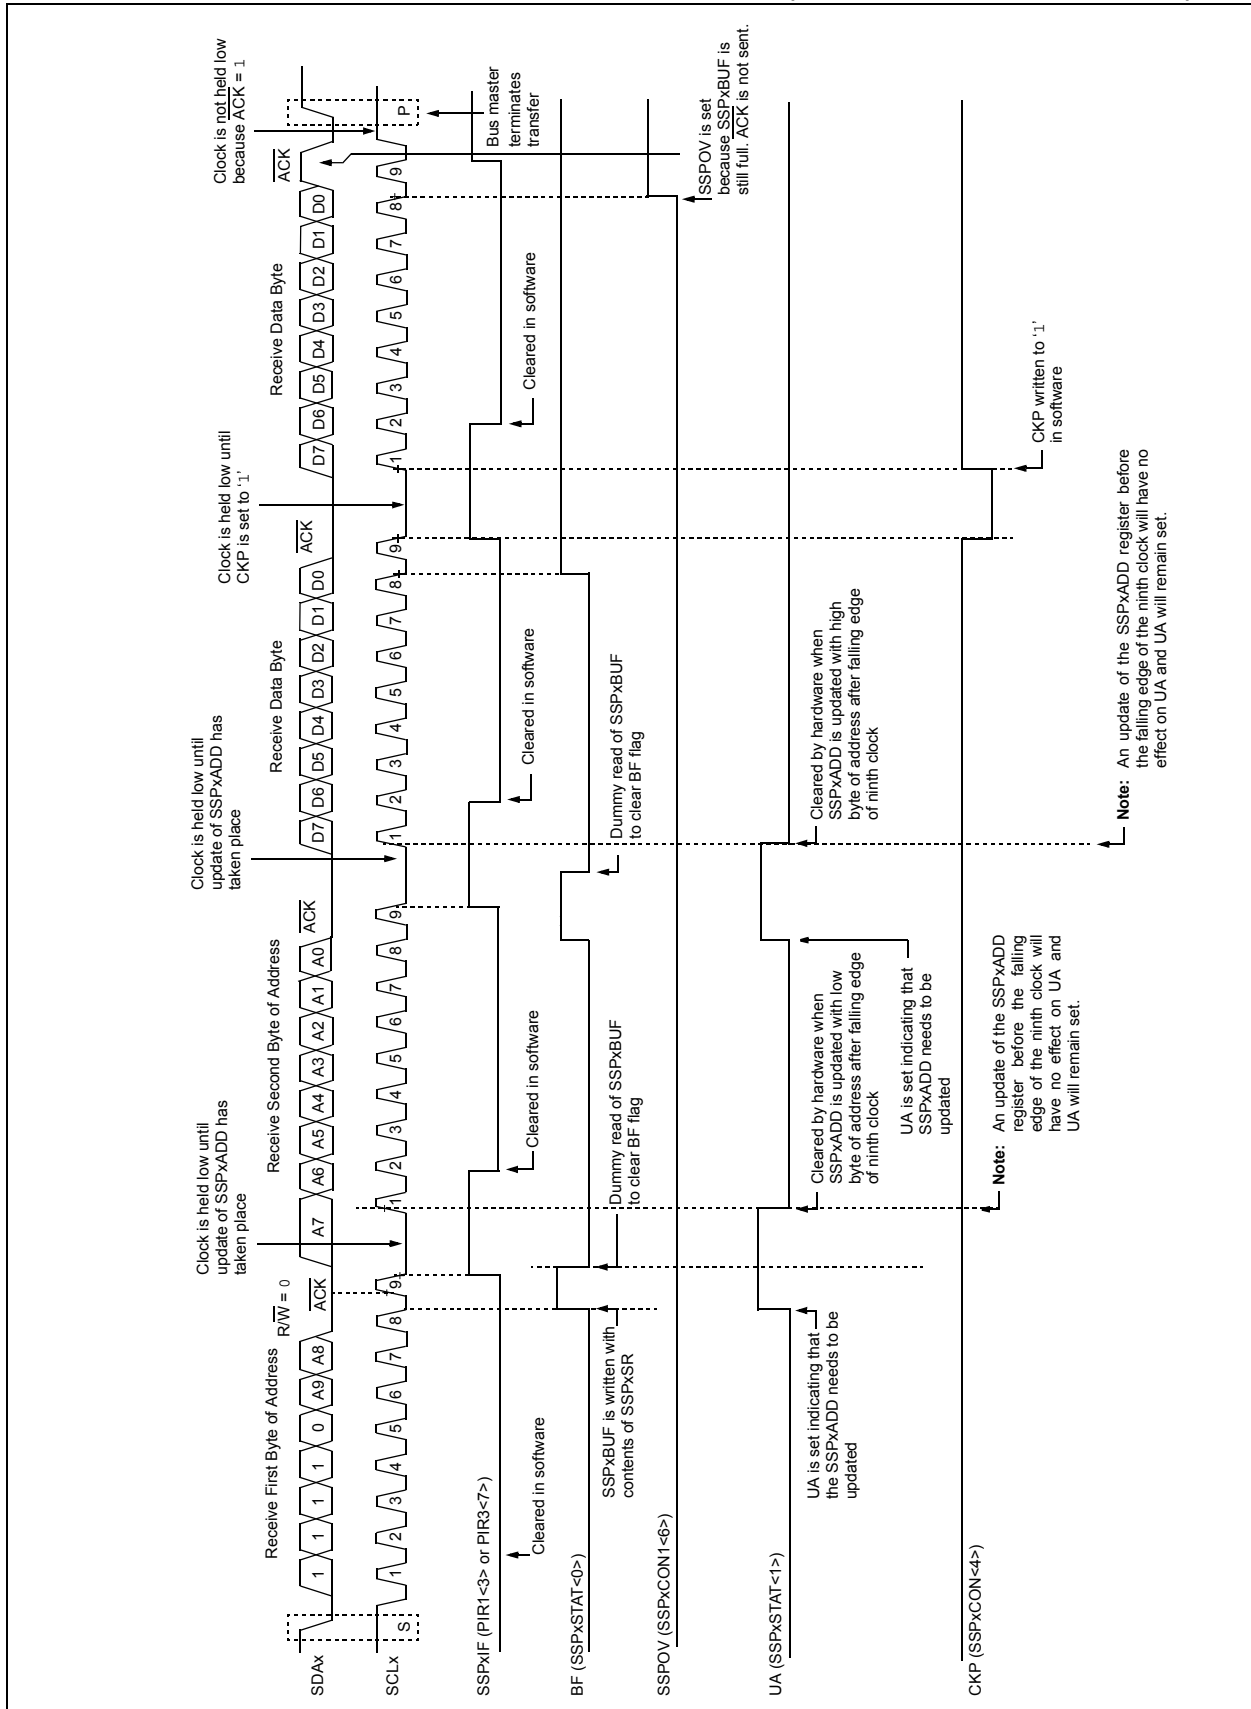 Receive First Byte of Address
R/W = 0
ACK
Clock is held low until
update of SSPxADD has
taken place
Receive Second Byte of Address
ACK
Clock is held low until
update of SSPxADD has
taken place
Receive Data Byte
ACK
Clock is held low until
CKP is set to ‘1’
Receive Data Byte
ACK
Clock is not held low
because ACK = 1
SDAx
1 1 1 1 0 A9 A8
A7 A6 A5 A4 A3 A2 A1 A0
D7 D6 D5 D4 D3 D2 D1 D0
D7 D6 D5 D4 D3 D2 D1 D0
SCLx
S
1 2 3 4 5 6 7 8 9
1 2 3 4 5 6 7 8 9
1 2 3 4 5 6 7 8 9
1 2 3 4 5 6 7 8 9
P
Bus master
terminates
transfer
SSPxIF (PIR1<3> or PIR3<7>)
Cleared in software
Cleared in software
Cleared in software
Cleared in software
BF (SSPxSTAT<0>)
SSPxBUF is written with
contents of SSPxSR
Dummy read of SSPxBUF
to clear BF flag
Dummy read of SSPxBUF
to clear BF flag
SSPOV (SSPxCON1<6>)
SSPOV is set
because SSPxBUF is
still full. ACK is not sent.
UA (SSPxSTAT<1>)
UA is set indicating that
the SSPxADD needs to be
updated
Cleared by hardware when
SSPxADD is updated with low
byte of address after falling edge
of ninth clock
UA is set indicating that
SSPxADD needs to be
updated
Cleared by hardware when
SSPxADD is updated with high
byte of address after falling edge
of ninth clock
CKP (SSPxCON<4>)
Note: An update of the SSPxADD
register before the falling
edge of the ninth clock will
have no effect on UA and
UA will remain set.
CKP written to ‘1’
in software
Note: An update of the SSPxADD register before
the falling edge of the ninth clock will have no
effect on UA and UA will remain set.